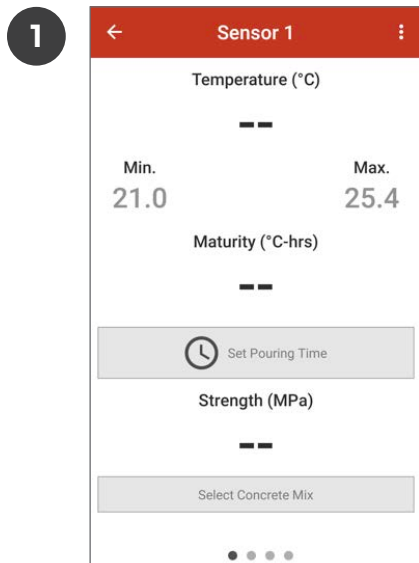 1
Sensor 1
Temperature (°C)
--
Min. Max.
21.0 25.4
Maturity (°C-hrs)
--
Set Pouring Time
Strength (MPa)
--
Select Concrete Mix